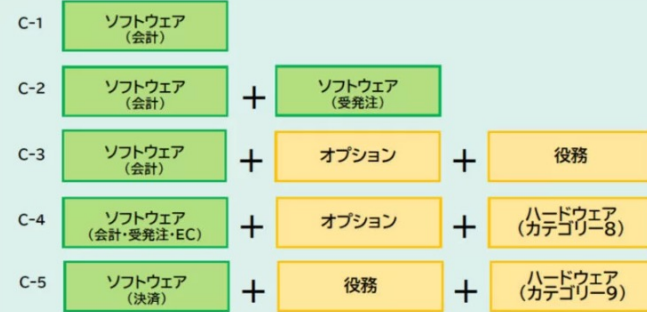 C-1 ソフトウェア
(会計)
C-2 ソフトウェア + ソフトウェア
(会計) (受発注)
C-3 ソフトウェア + オプション + 役務
(会計)
C-4 ソフトウェア + オプション + ハードウェア
(会計・受発注・EC) (カテゴリー8)
C-5 ソフトウェア + 役務 + ハードウェア
(決済) (カテゴリー9)